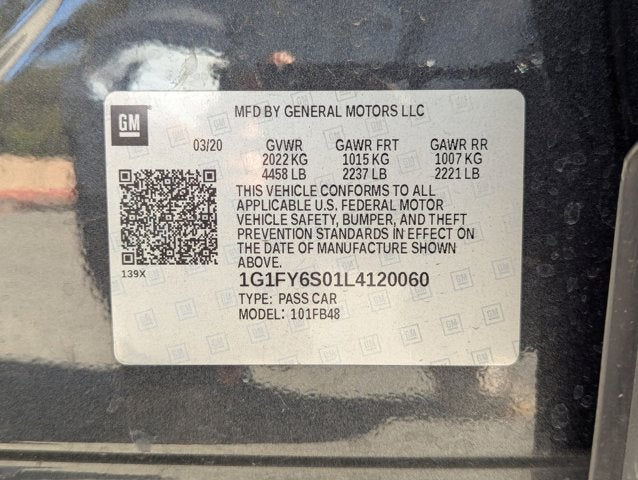 GM
MFD BY GENERAL MOTORS LLC
03/20 GVWR GAWR FRT GAWR RR
2022 KG 1015 KG 1007 KG
4458 LB 2237 LB 2221 LB
THIS VEHICLE CONFORMS TO ALL
APPLICABLE U.S. FEDERAL MOTOR
VEHICLE SAFETY, BUMPER, AND THEFT
PREVENTION STANDARDS IN EFFECT ON
THE DATE OF MANUFACTURE SHOWN
ABOVE.
139X
1G1FY6S01L4120060
TYPE: PASS CAR
MODEL: 101FB48